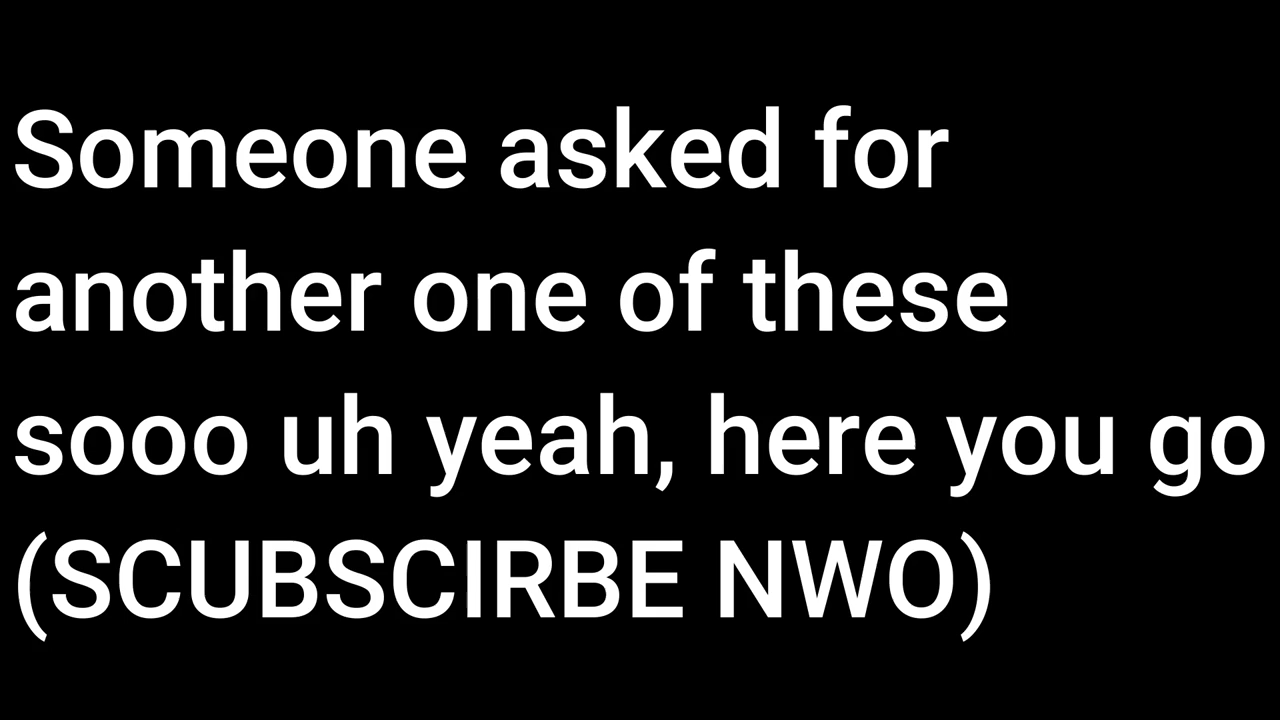 Someone asked for
another one of these
sooo uh yeah, here you go
(SCUBSCIRBE NWO)